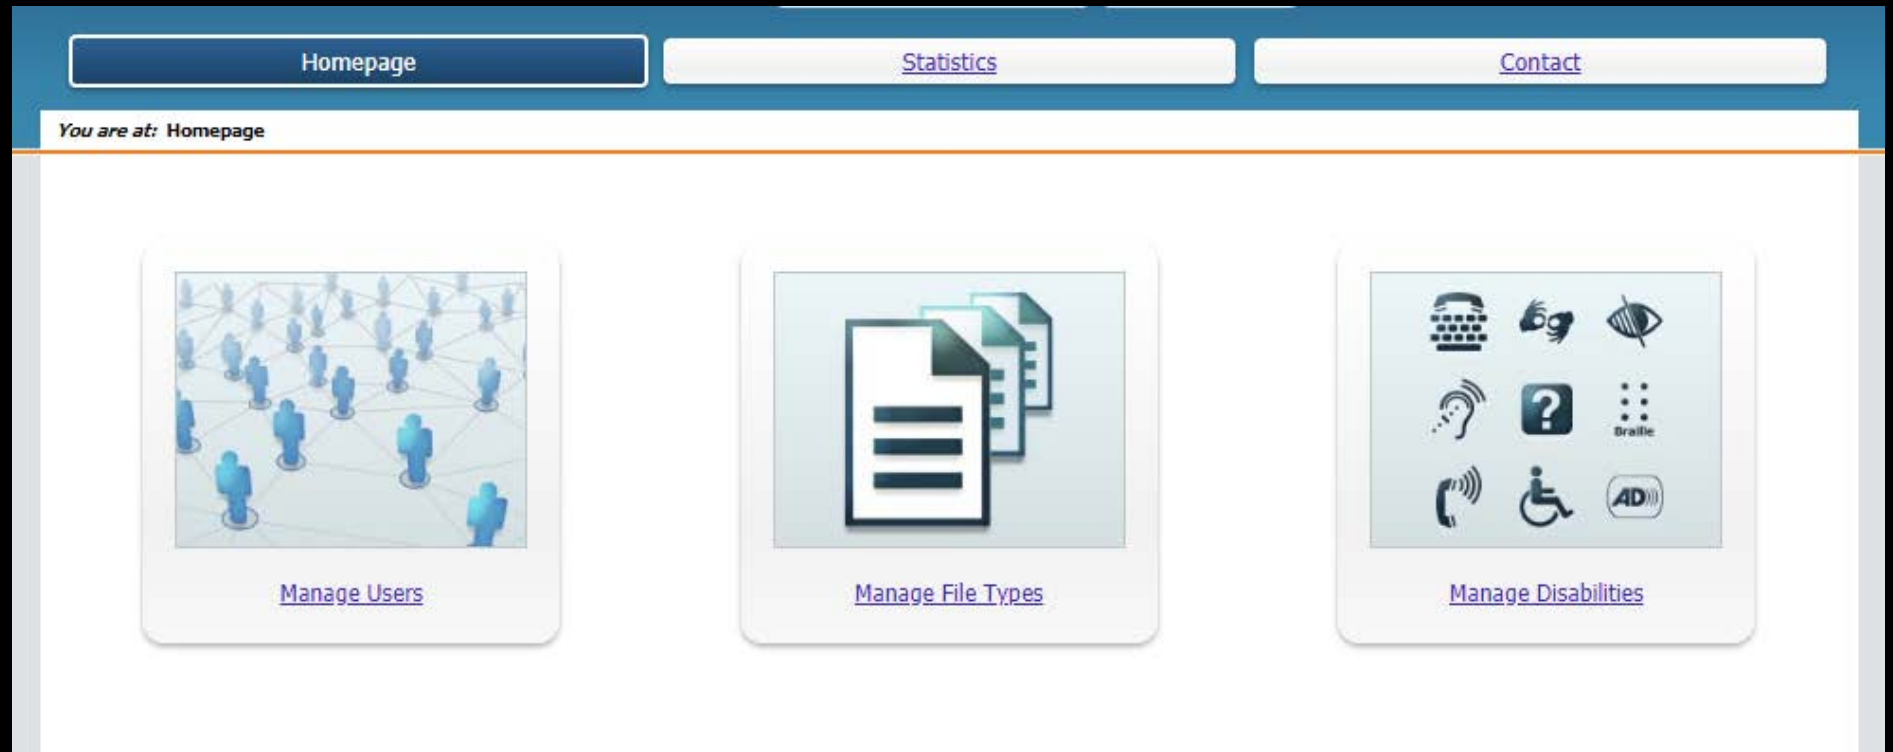 Homepage
Statistics
Contact
You are at: Homepage
?
Braille
AD
Manage Users
Manage File Types
Manage Disabilities